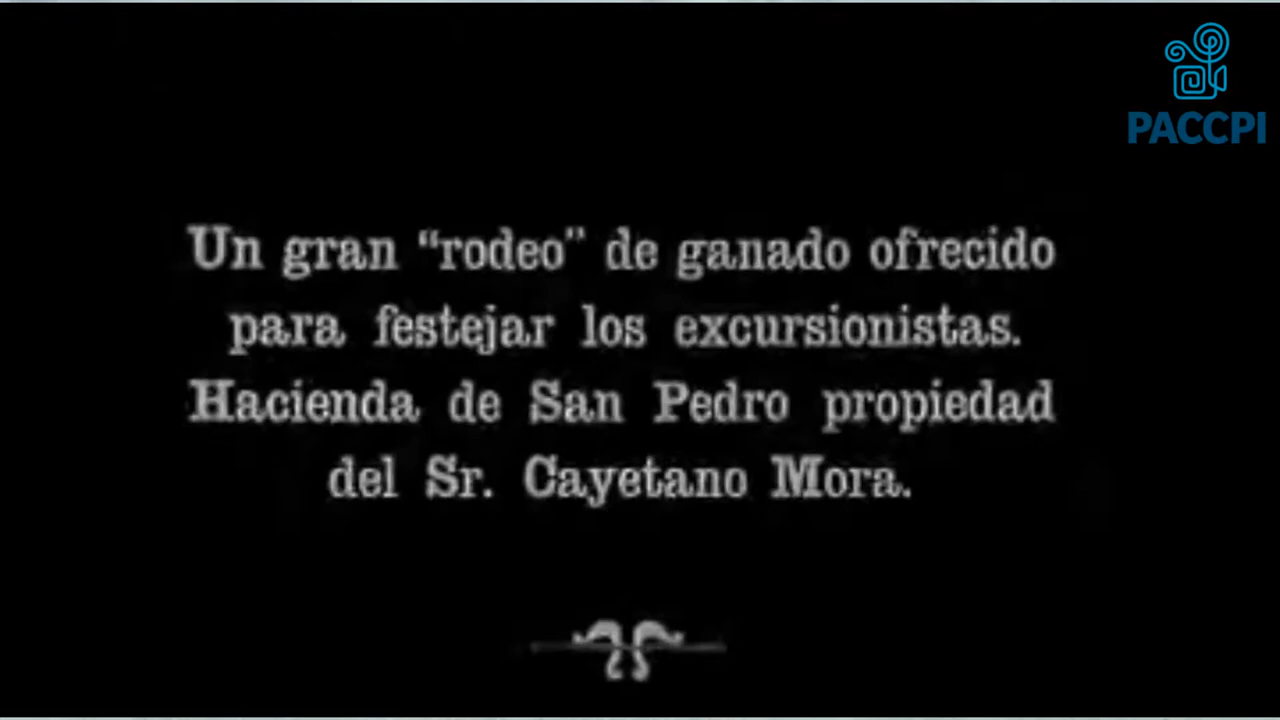 PACCPI
Un gran “rodeo” de ganado ofrecido
para festejar los excursionistas.
Hacienda de San Pedro propiedad
del Sr. Cayetano Mora.